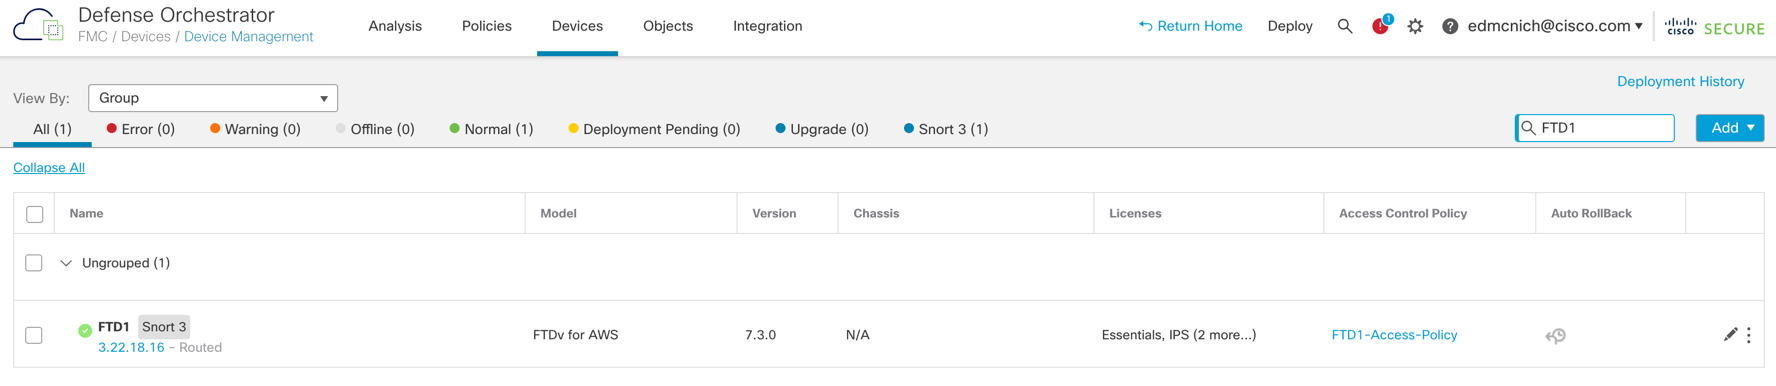 Defense Orchestrator
FMC / Devices / Device Management
Analysis Policies Devices Objects Integration
Return Home Deploy 1 edmcnich@cisco.com
cisco SECURE
Deployment History
View By: Group
All (1) Error (0) Warning (0) Offline (0) Normal (1) Deployment Pending (0) Upgrade (0) Snort 3 (1)
FTD1 Add
Collapse All
Name Model Version Chassis Licenses Access Control Policy Auto RollBack
Ungrouped (1)
FTD1 Snort 3
3.22.18.16 - Routed
FTDv for AWS 7.3.0 N/A Essentials, IPS (2 more...) FTD1-Access-Policy